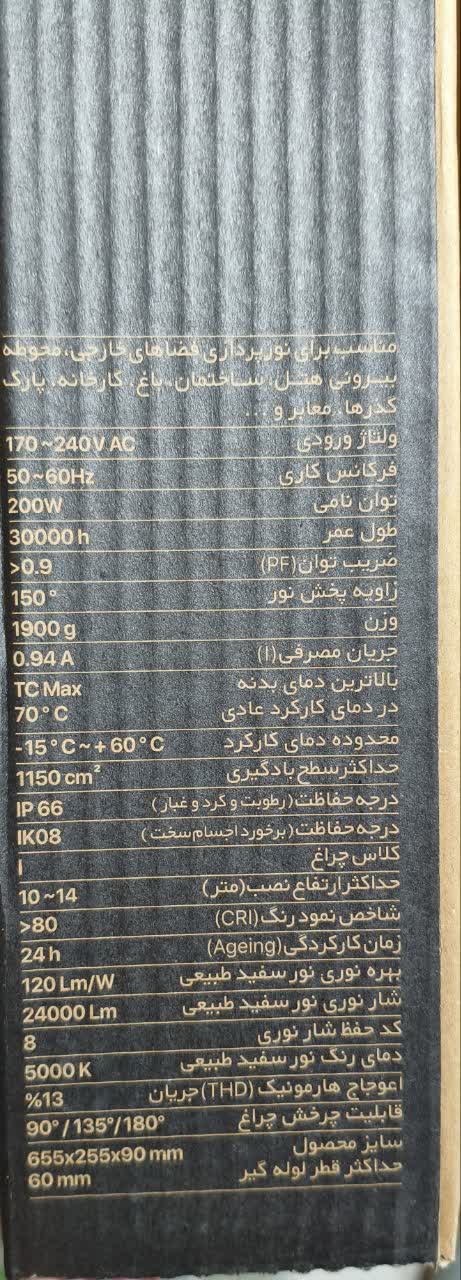 مناسب برای نورپردازی فضاهای خارجی، محوطه
بیرونی هتل، ساختمان، باغ، کارخانه، پارک
گذرها، معابر و ...
ولتاژ ورودی 170~240V AC
فرکانس کاری 50~60Hz
توان نامی 200W
طول عمر 30000 h
ضریب توان(PF) >0.9
زاویه پخش نور 150°
وزن 1900 g
جریان مصرفی(I) 0.94 A
بالاترین دمای بدنه TC Max
در دمای کارکرد عادی 70°C
محدوده دمای کارکرد -15°C~+60°C
حداکثر سطح بادگیری 1150 cm²
درجه حفاظت(رطوبت و گرد و غبار) IP 66
درجه حفاظت(برخورد اجسام سخت) IK08
کلاس چراغ I
حداکثر ارتفاع نصب(متر) 10~14
شاخص نمود رنگ(CRI) >80
زمان کارکردگی(Ageing) 24 h
بهره نوری نور سفید طبیعی 120 Lm/W
شار نوری نور سفید طبیعی 24000 Lm
کد حفظ شار نوری 8
دمای رنگ نور سفید طبیعی 5000 K
اعوجاج هارمونیک (THD)جریان %13
قابلیت چرخش چراغ 90°/135°/180°
سایز محصول 655x255x90 mm
حداکثر قطر لوله گیر 60 mm